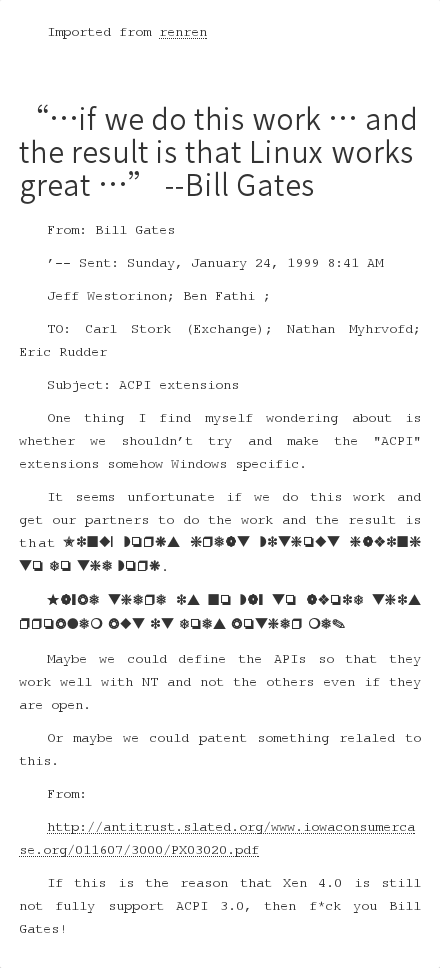 Imported from renren
“…if we do this work … and
the result is that Linux works
great …” --Bill Gates
From: Bill Gates
’-- Sent: Sunday, January 24, 1999 8:41 AM
Jeff Westorinon; Ben Fathi ;
TO: Carl Stork (Exchange); Nathan Myhrvofd;
Eric Rudder
Subject: ACPI extensions
One thing I find myself wondering about is
whether we shouldn’t try and make the "ACPI"
extensions somehow Windows specific.
It seems unfortunate if we do this work and
get our partners to do the work and the result is
that
Maybe we could define the APIs so that they
work well with NT and not the others even if they
are open.
Or maybe we could patent something relaled to
this.
From:
http://antitrust.slated.org/www.iowaconsumerca
se.org/011607/3000/PX03020.pdf
If this is the reason that Xen 4.0 is still
not fully support ACPI 3.0, then f*ck you Bill
Gates!